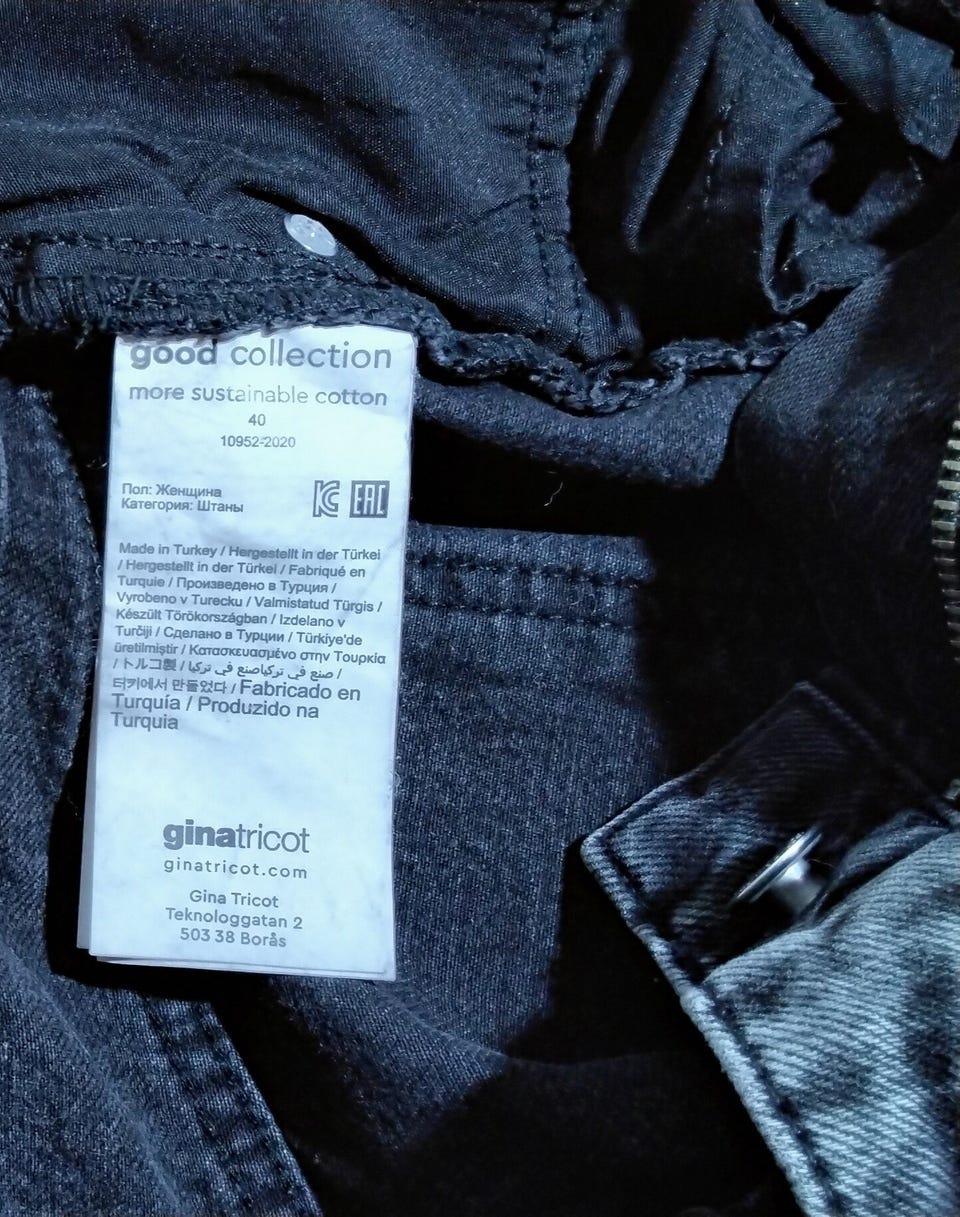 good collection
more sustainable cotton
40
10952-2020
Пол: Женщина
Категория: Штаны
EAC
Made in Turkey / Hergestellt in der Türkei
/ Hergestellt in der Türkei / Fabriqué en
Turquie / Произведено в Турция /
Vyrobeno v Turecku / Valmistatud Türgis /
Készült Törökországban / Izdelano v
Turčiji / Сделано в Турции / Türkiye'de
üretilmiştir / Κατασκευασμένο στην Τουρκία
/ トルコ製 / صنع في تركياصنع في تركيا /
터키에서 만들었다 / Fabricado en
Turquía / Produzido na
Turquia
ginatricot
ginatricot.com
Gina Tricot
Teknologgatan 2
503 38 Borås